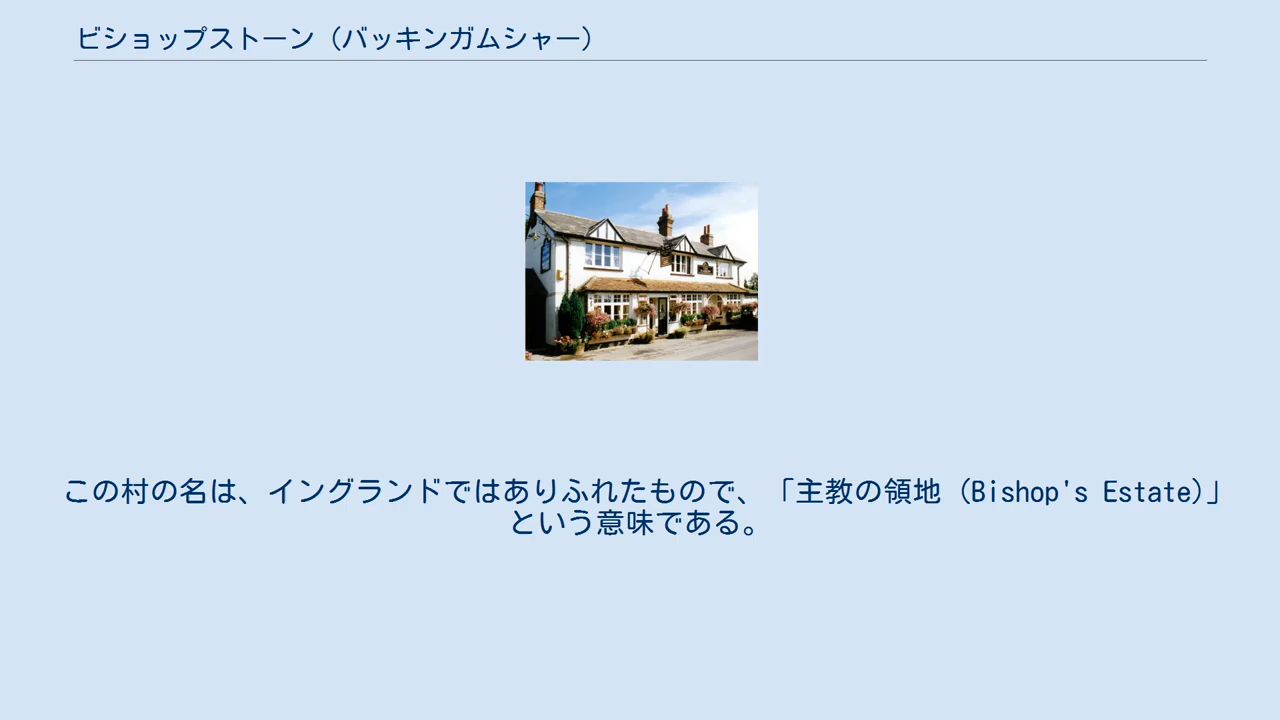 ビショップストーン（バッキンガムシャー）
この村の名は、イングランドではありふれたもので、「主教の領地（Bishop's Estate）」
という意味である。